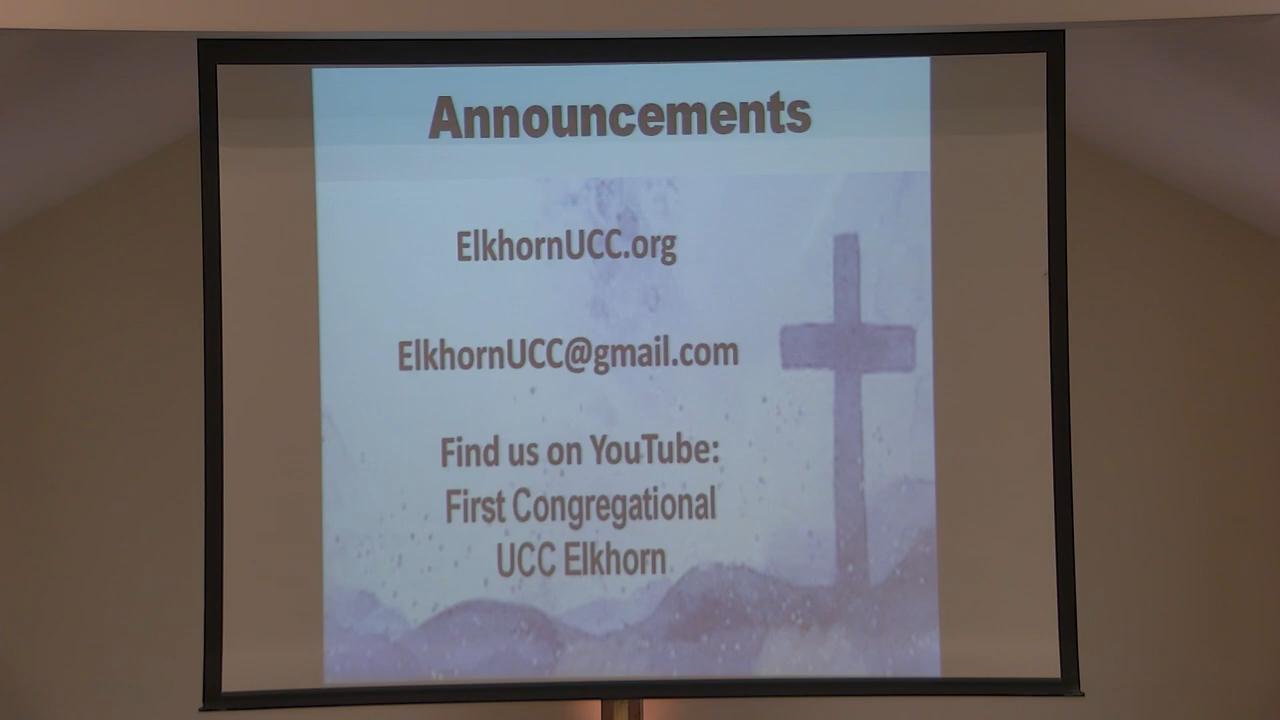 Announcements
ElkhornUCC.org
ElkhornUCC@gmail.com
Find us on YouTube:
First Congregational
UCC Elkhorn